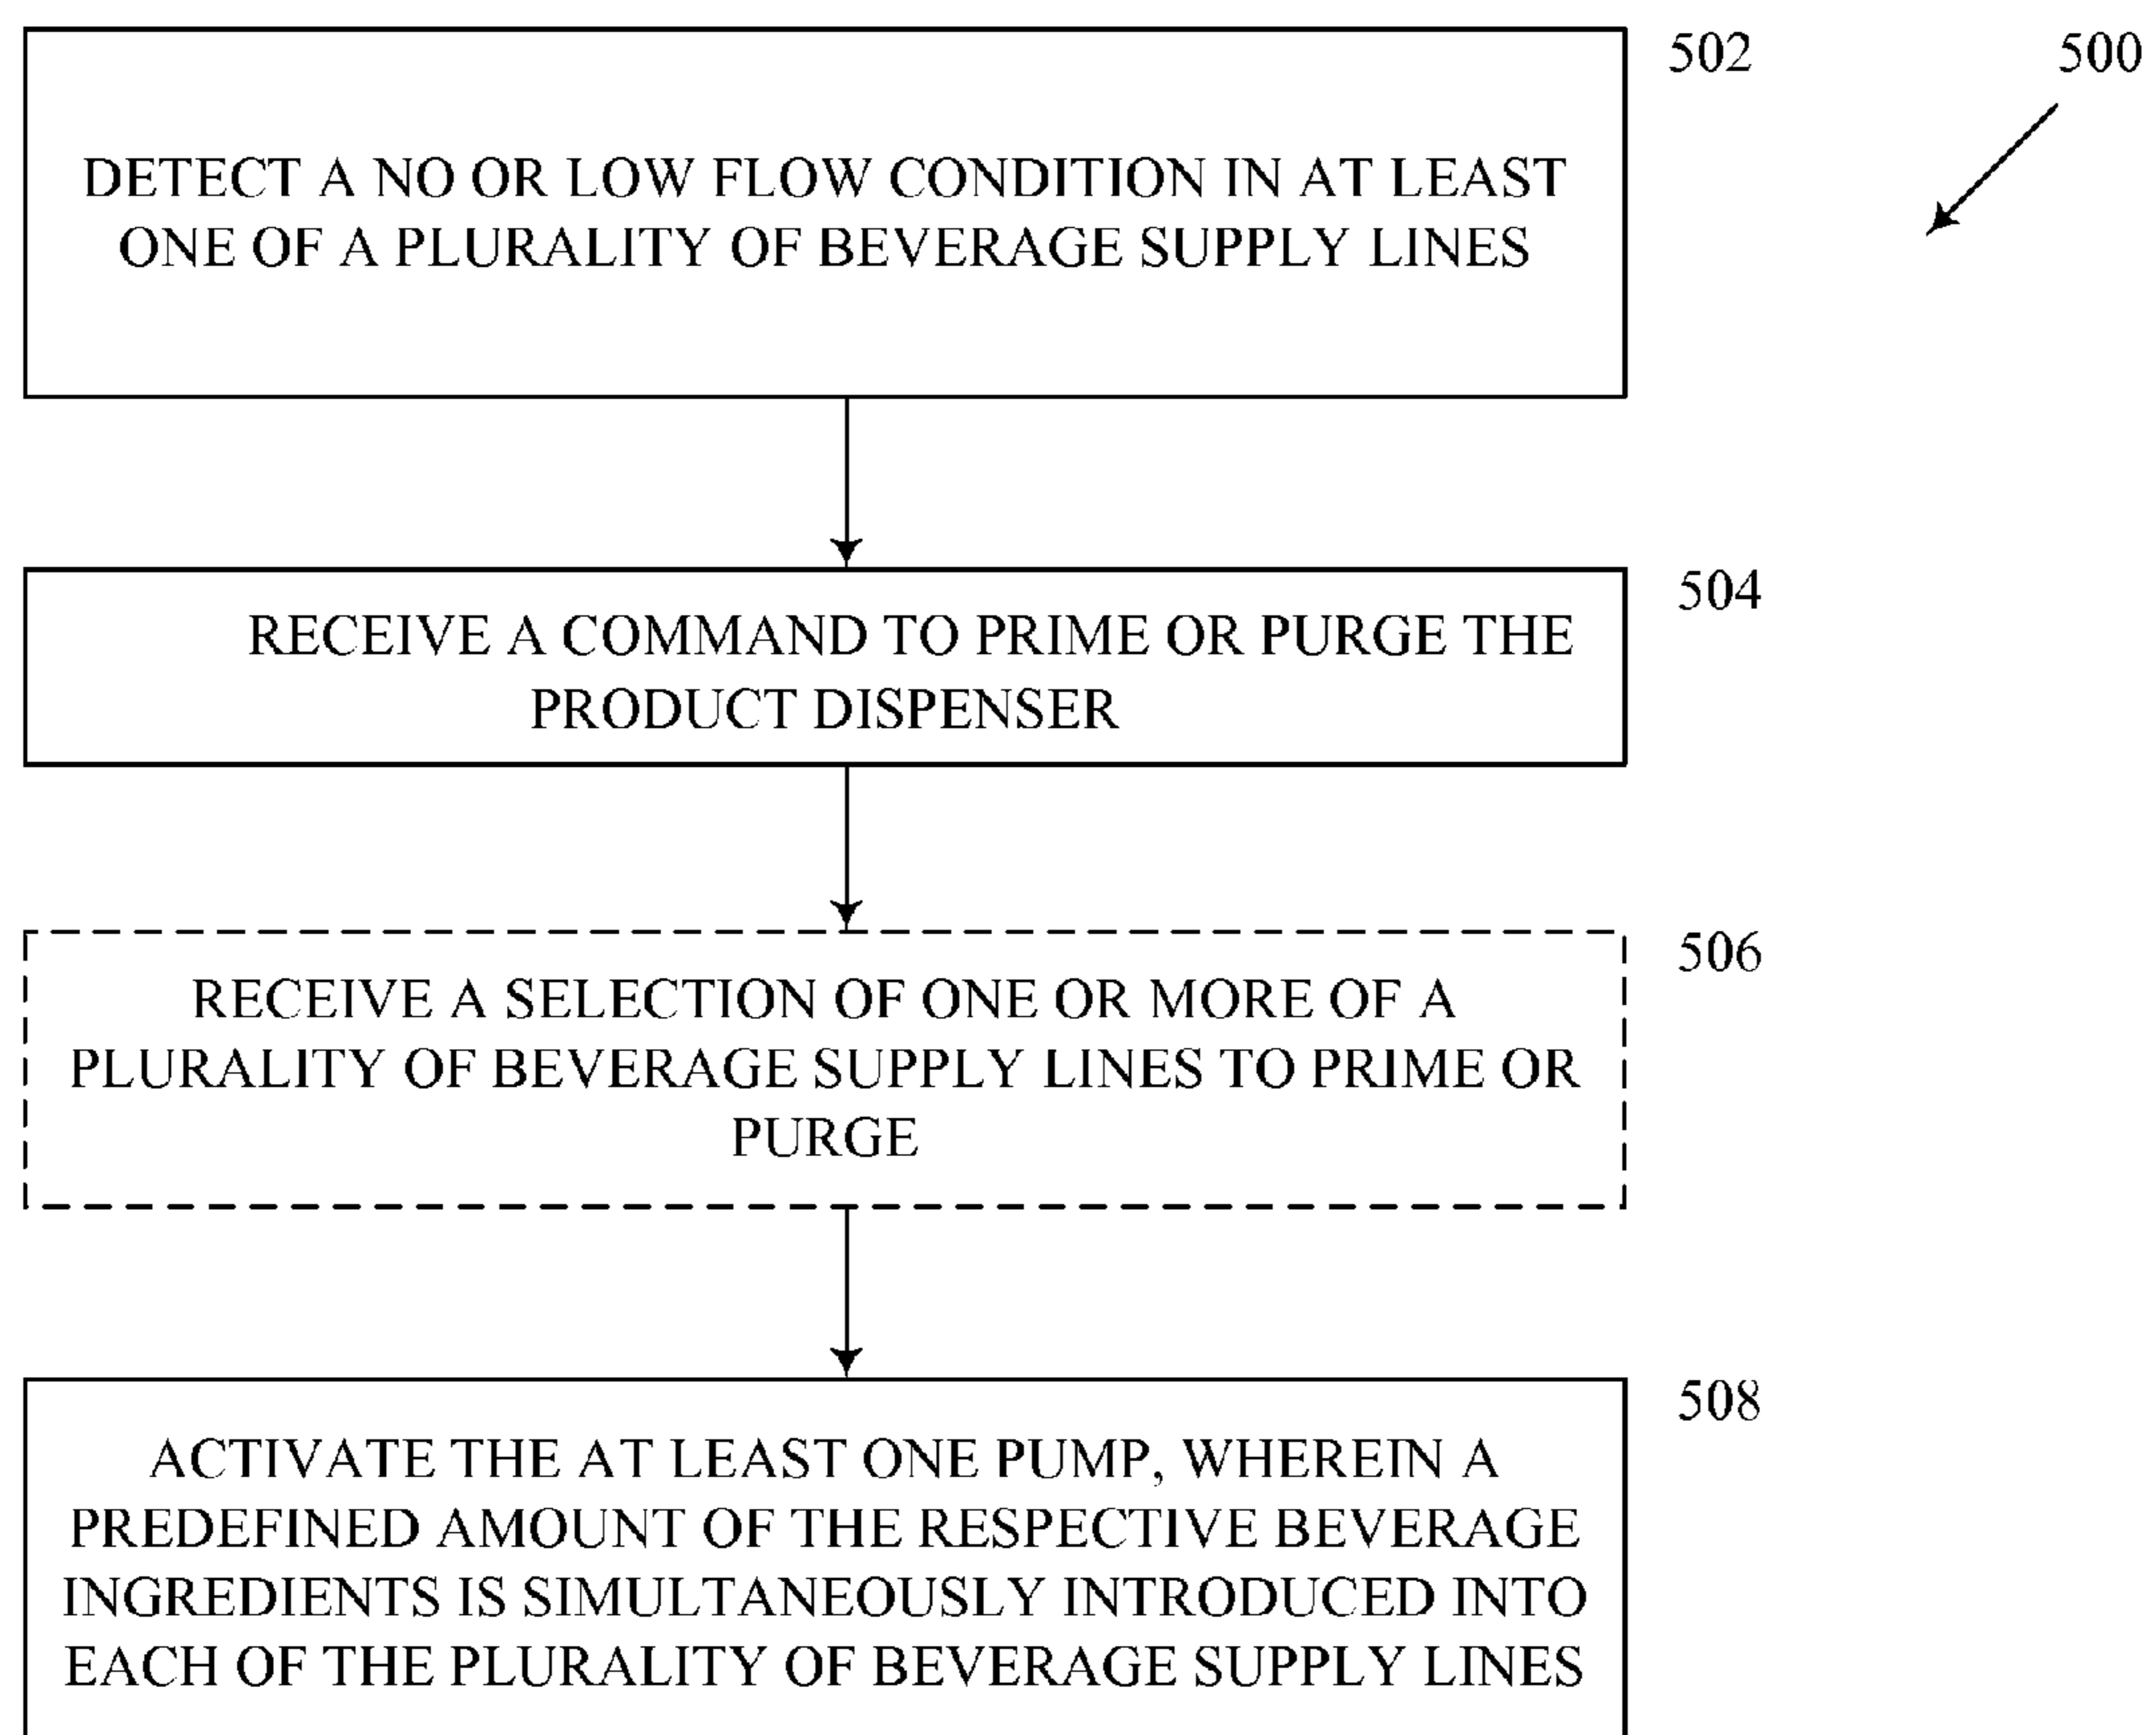 502
500
DETECT A NO OR LOW FLOW CONDITION IN AT LEAST
ONE OF A PLURALITY OF BEVERAGE SUPPLY LINES
504
RECEIVE A COMMAND TO PRIME OR PURGE THE
PRODUCT DISPENSER
506
RECEIVE A SELECTION OF ONE OR MORE OF A
PLURALITY OF BEVERAGE SUPPLY LINES TO PRIME OR
PURGE
508
ACTIVATE THE AT LEAST ONE PUMP, WHEREIN A
PREDEFINED AMOUNT OF THE RESPECTIVE BEVERAGE
INGREDIENTS IS SIMULTANEOUSLY INTRODUCED INTO
EACH OF THE PLURALITY OF BEVERAGE SUPPLY LINES